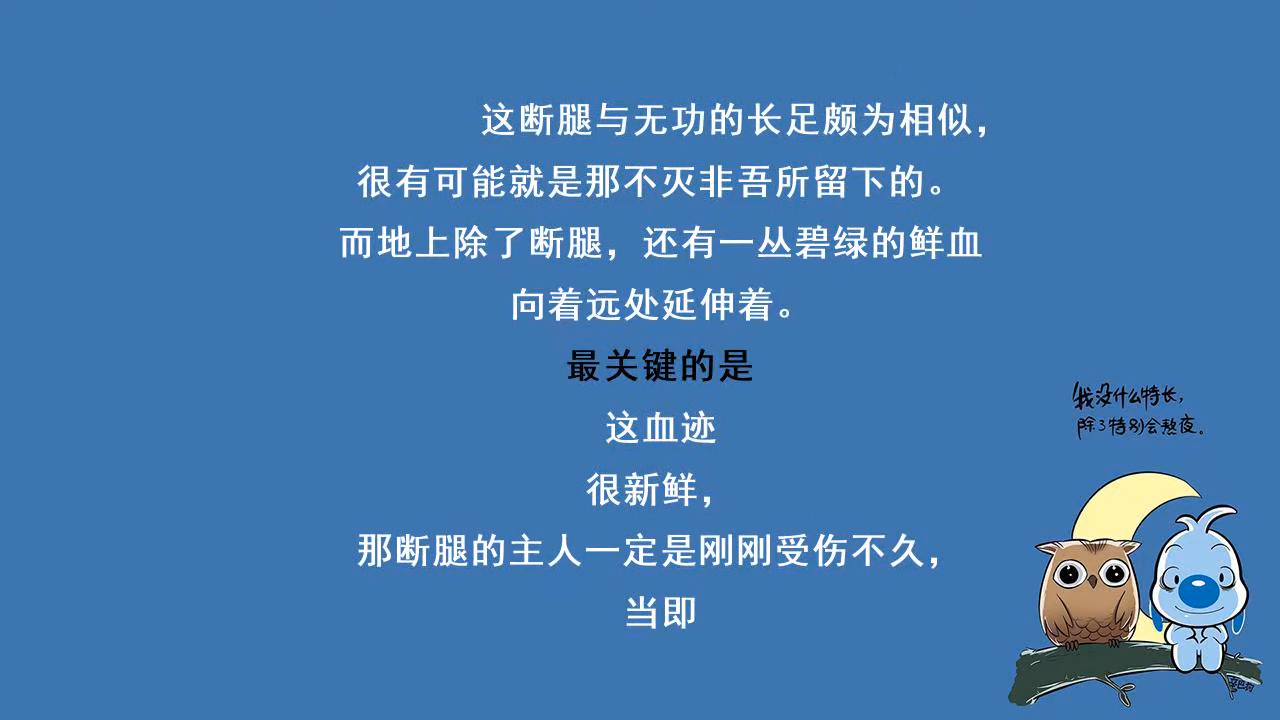 这断腿与无功的长足颇为相似，
很有可能就是那不灭非吾所留下的。
而地上除了断腿，还有一丛碧绿的鲜血
向着远处延伸着。
最关键的是
这血迹
很新鲜，
那断腿的主人一定是刚刚受伤不久，
当即
我没什么特长，
除了特别会熬夜。